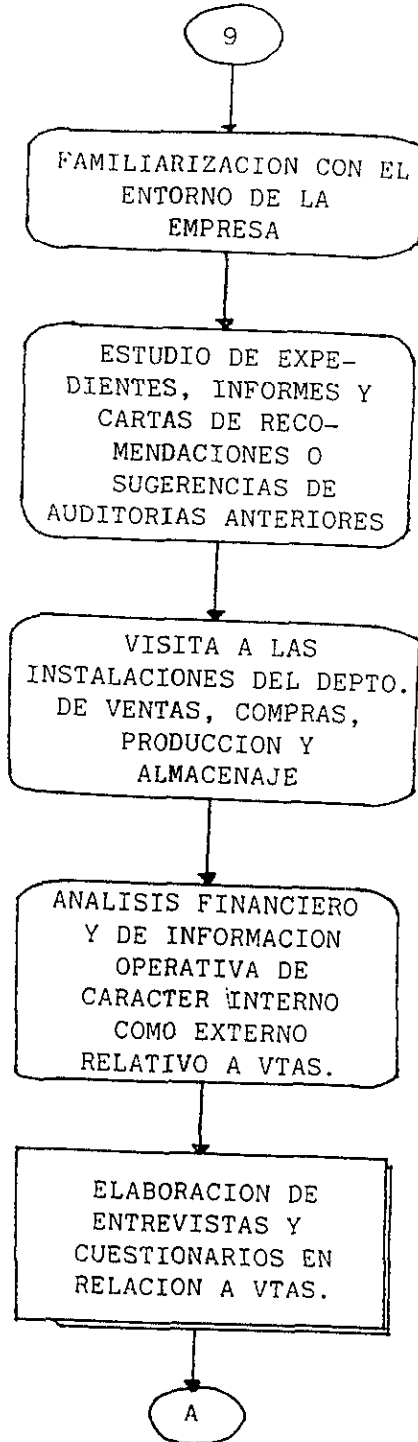 9
FAMILIARIZACION CON EL
ENTORNO DE LA
EMPRESA
ESTUDIO DE EXPE-
DIENTES, INFORMES Y
CARTAS DE RECO-
MENDACIONES O
SUGERENCIAS DE
AUDITORIAS ANTERIORES
VISITA A LAS
INSTALACIONES DEL DEPTO.
DE VENTAS, COMPRAS,
PRODUCCION Y
ALMACENAJE
ANALISIS FINANCIERO
Y DE INFORMACION
OPERATIVA DE
CARACTER INTERNO
COMO EXTERNO
RELATIVO A VTAS.
ELABORACION DE
ENTREVISTAS Y
CUESTIONARIOS EN
RELACION A VTAS.
A